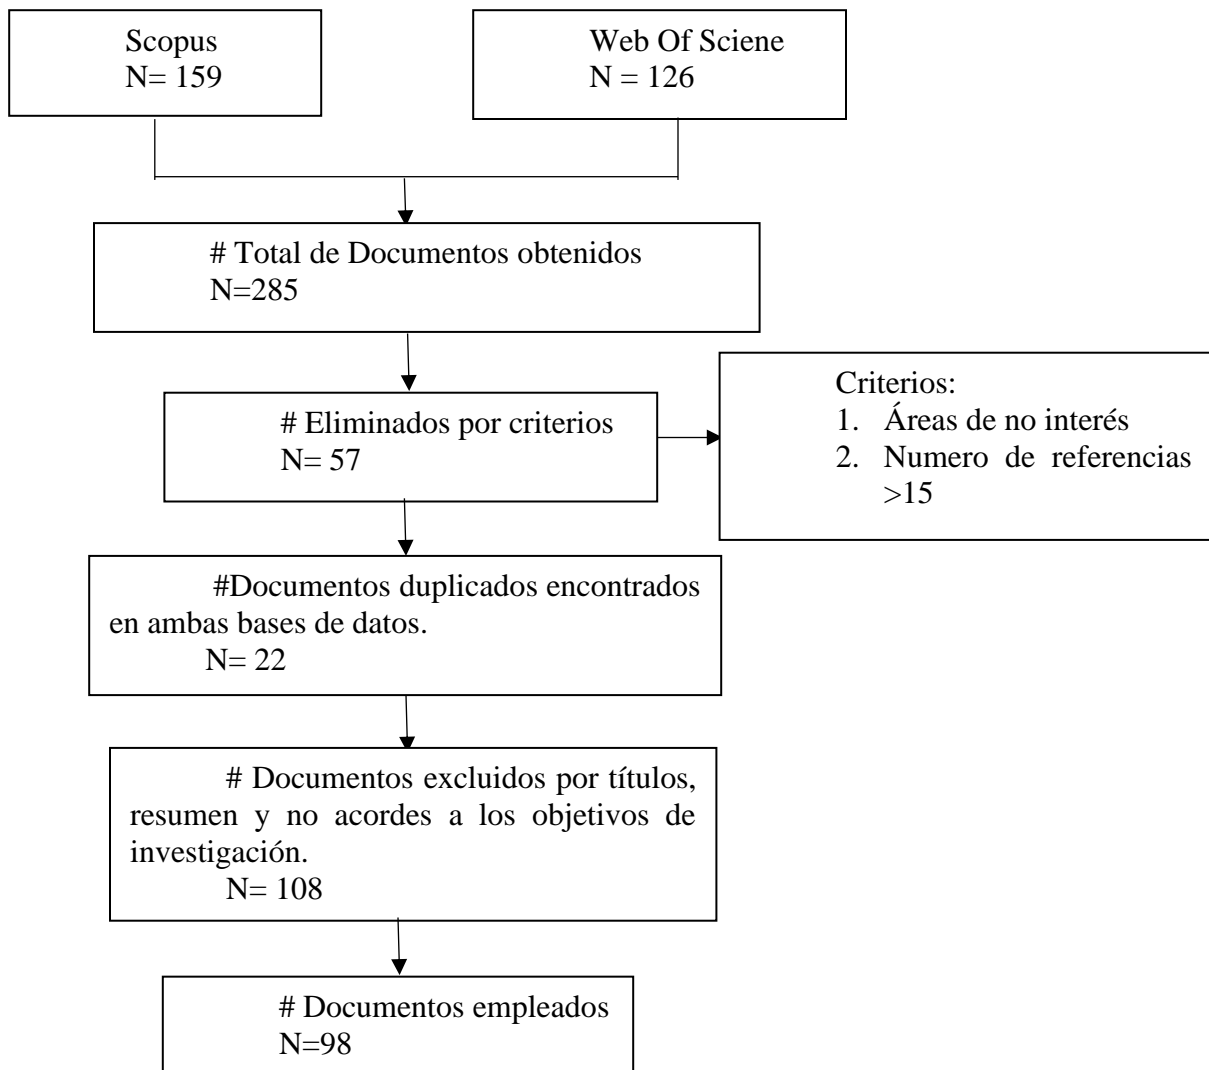 Scopus
N= 159
Web Of Sciene
N = 126
# Total de Documentos obtenidos
N=285
# Eliminados por criterios
N= 57
Criterios:
1. Áreas de no interés
2. Numero de referencias
>15
#Documentos duplicados encontrados
en ambas bases de datos.
N= 22
# Documentos excluidos por títulos,
resumen y no acordes a los objetivos de
investigación.
N= 108
# Documentos empleados
N=98